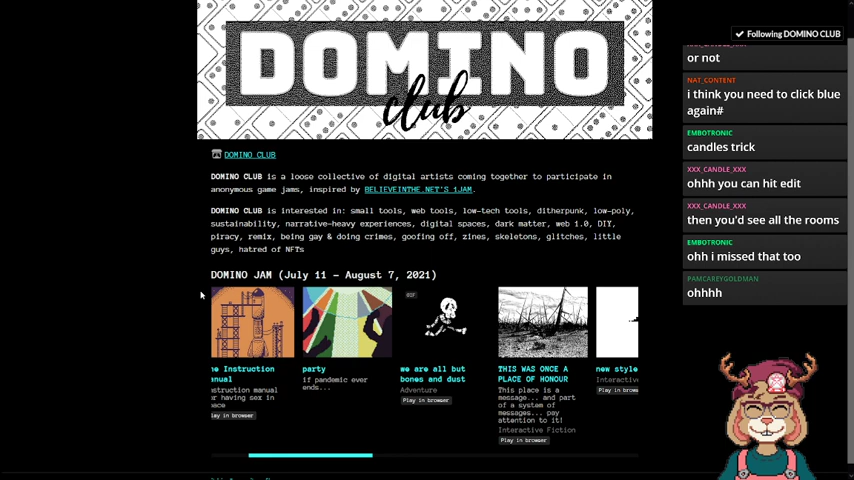 DOMINO
club
DOMINO CLUB
DOMINO CLUB is a loose collective of digital artists coming together to participate in
anonymous game jams, inspired by BELIEVEINTHE.NET'S 1JAM.
DOMINO CLUB is interested in: small tools, web tools, low-tech tools, ditherpunk, low-poly,
sustainability, narrative-heavy experiences, digital spaces, dark matter, web 1.0, DIY,
piracy, remix, being gay & doing crimes, goofing off, zines, skeletons, glitches, little
guys, hatred of NFTs
DOMINO JAM (July 11 - August 7, 2021)
he Instruction
anual
struction manual
r having sex in
pace
lay in browser
party
if pandemic ever
ends...
GIF
we are all but
bones and dust
Adventure
Play in browser
THIS WAS ONCE A
PLACE OF HONOUR
This place is a
message... and part
of a system of
messages... pay
attention to it!
Interactive Fiction
Play in browser
new style
Interactive
Play in brows
Following DOMINO CLUB
or not
NAT_CONTENT
i think you need to click blue
again#
EMBOTRONIC
candles trick
XXX_CANDLE_XXX
ohhh you can hit edit
XXX_CANDLE_XXX
then you'd see all the rooms
EMBOTRONIC
ohh i missed that too
PAMCAREYGOLDMAN
ohhhh